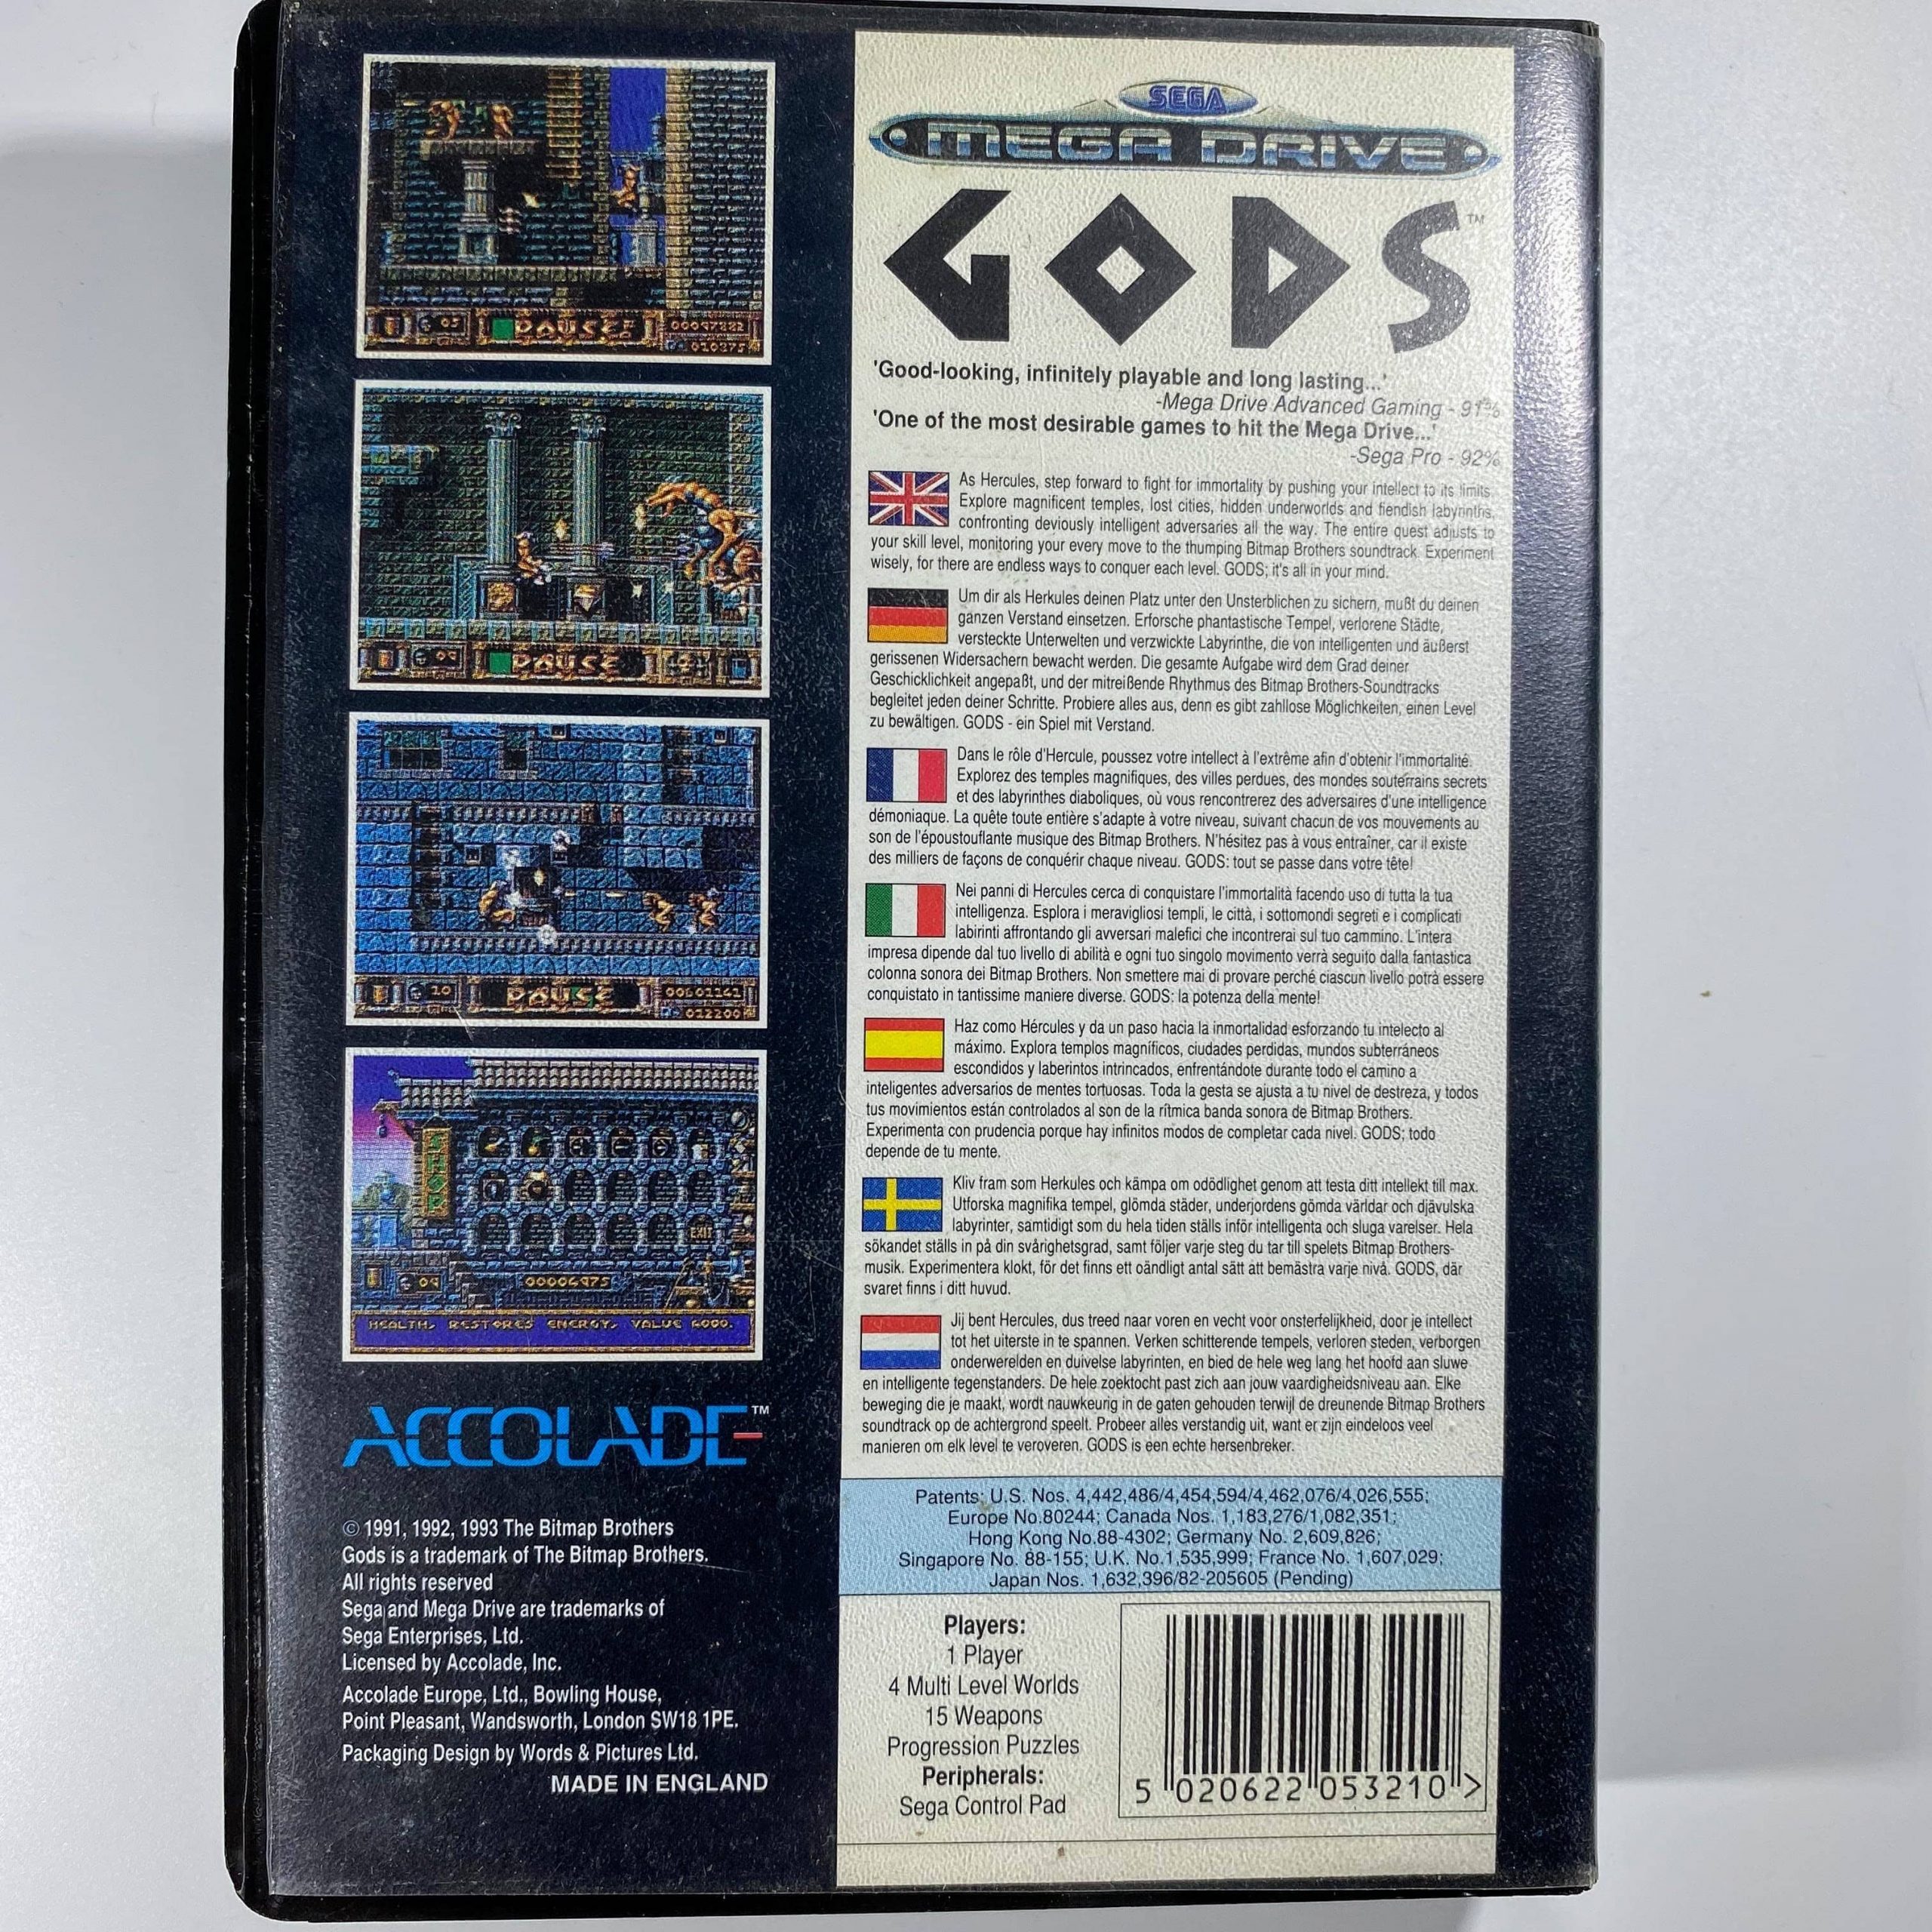 PAUSE
PAUSE
PAUSE
00601161
012200
SHOP
EXIT
09
00004975
HEALTH, RESTORES ENERGY, VALUE 6000.
ACCOLADE™
© 1991, 1992, 1993 The Bitmap Brothers
Gods is a trademark of The Bitmap Brothers.
All rights reserved
Sega and Mega Drive are trademarks of
Sega Enterprises, Ltd.
Licensed by Accolade, Inc.
Accolade Europe, Ltd., Bowling House,
Point Pleasant, Wandsworth, London SW18 1PE.
Packaging Design by Words & Pictures Ltd.
MADE IN ENGLAND
SEGA
MEGA DRIVE
GODS™
'Good-looking, infinitely playable and long lasting...'
-Mega Drive Advanced Gaming - 91%
'One of the most desirable games to hit the Mega Drive...'
-Sega Pro - 92%
As Hercules, step forward to fight for immortality by pushing your intellect to its limits.
Explore magnificent temples, lost cities, hidden underworlds and fiendish labyrinths,
confronting deviously intelligent adversaries all the way. The entire quest adjusts to
your skill level, monitoring your every move to the thumping Bitmap Brothers soundtrack. Experiment
wisely, for there are endless ways to conquer each level. GODS; it's all in your mind.
Um dir als Herkules deinen Platz unter den Unsterblichen zu sichern, mußt du deinen
ganzen Verstand einsetzen. Erforsche phantastische Tempel, verlorene Städte,
versteckte Unterwelten und verzwickte Labyrinthe, die von intelligenten und äußerst
gerissenen Widersachern bewacht werden. Die gesamte Aufgabe wird dem Grad deiner
Geschicklichkeit angepaßt, und der mitreißende Rhythmus des Bitmap Brothers-Soundtracks
begleitet jeden deiner Schritte. Probiere alles aus, denn es gibt zahllose Möglichkeiten, einen Level
zu bewältigen. GODS - ein Spiel mit Verstand.
Dans le rôle d'Hercule, poussez votre intellect à l'extrême afin d'obtenir l'immortalité.
Explorez des temples magnifiques, des villes perdues, des mondes souterrains secrets
et des labyrinthes diaboliques, où vous rencontrerez des adversaires d'une intelligence
démoniaque. La quête toute entière s'adapte à votre niveau, suivant chacun de vos mouvements au
son de l'époustouflante musique des Bitmap Brothers. N'hésitez pas à vous entraîner, car il existe
des milliers de façons de conquérir chaque niveau. GODS: tout se passe dans votre tête!
Nei panni di Hercules cerca di conquistare l'immortalità facendo uso di tutta la tua
intelligenza. Esplora i meravigliosi templi, le città, i sottomondi segreti e i complicati
labirinti affrontando gli avversari malefici che incontrerai sul tuo cammino. L'intera
impresa dipende dal tuo livello di abilità e ogni tuo singolo movimento verrà seguito dalla fantastica
colonna sonora dei Bitmap Brothers. Non smettere mai di provare perché ciascun livello potrà essere
conquistato in tantissime maniere diverse. GODS: la potenza della mente!
Haz como Hércules y da un paso hacia la inmortalidad esforzando tu intelecto al
máximo. Explora templos magníficos, ciudades perdidas, mundos subterráneos
escondidos y laberintos intrincados, enfrentándote durante todo el camino a
inteligentes adversarios de mentes tortuosas. Toda la gesta se ajusta a tu nivel de destreza, y todos
tus movimientos están controlados al son de la rítmica banda sonora de Bitmap Brothers.
Experimenta con prudencia porque hay infinitos modos de completar cada nivel. GODS; todo
depende de tu mente.
Kliv fram som Herkules och kämpa om odödlighet genom att testa ditt intellekt till max.
Utforska magnifika tempel, glömda städer, underjordens gömda världar och djävulska
labyrinter, samtidigt som du hela tiden ställs inför intelligenta och sluga varelser. Hela
sökandet ställs in på din svårighetsgrad, samt följer varje steg du tar till spelets Bitmap Brothers-
musik. Experimentera klokt, för det finns ett oändligt antal sätt att bemästra varje nivå. GODS, där
svaret finns i ditt huvud.
Jij bent Hercules, dus treed naar voren en vecht voor onsterfelijkheid, door je intellect
tot het uiterste in te spannen. Verken schitterende tempels, verloren steden, verborgen
onderwerelden en duivelse labyrinten, en bied de hele weg lang het hoofd aan sluwe
en intelligente tegenstanders. De hele zoektocht past zich aan jouw vaardigheidsniveau aan. Elke
beweging die je maakt, wordt nauwkeurig in de gaten gehouden terwijl de dreunende Bitmap Brothers
soundtrack op de achtergrond speelt. Probeer alles verstandig uit, want er zijn eindeloos veel
manieren om elk level te veroveren. GODS is een echte hersenbreker.
Patents: U.S. Nos. 4,442,486/4,454,594/4,462,076/4,026,555;
Europe No.80244; Canada Nos. 1,183,276/1,082,351;
Hong Kong No.88-4302; Germany No. 2,609,826;
Singapore No. 88-155; U.K. No.1,535,999; France No. 1,607,029;
Japan Nos. 1,632,396/82-205605 (Pending)
Players:
1 Player
4 Multi Level Worlds
15 Weapons
Progression Puzzles
Peripherals:
Sega Control Pad
5 020622 053210 >